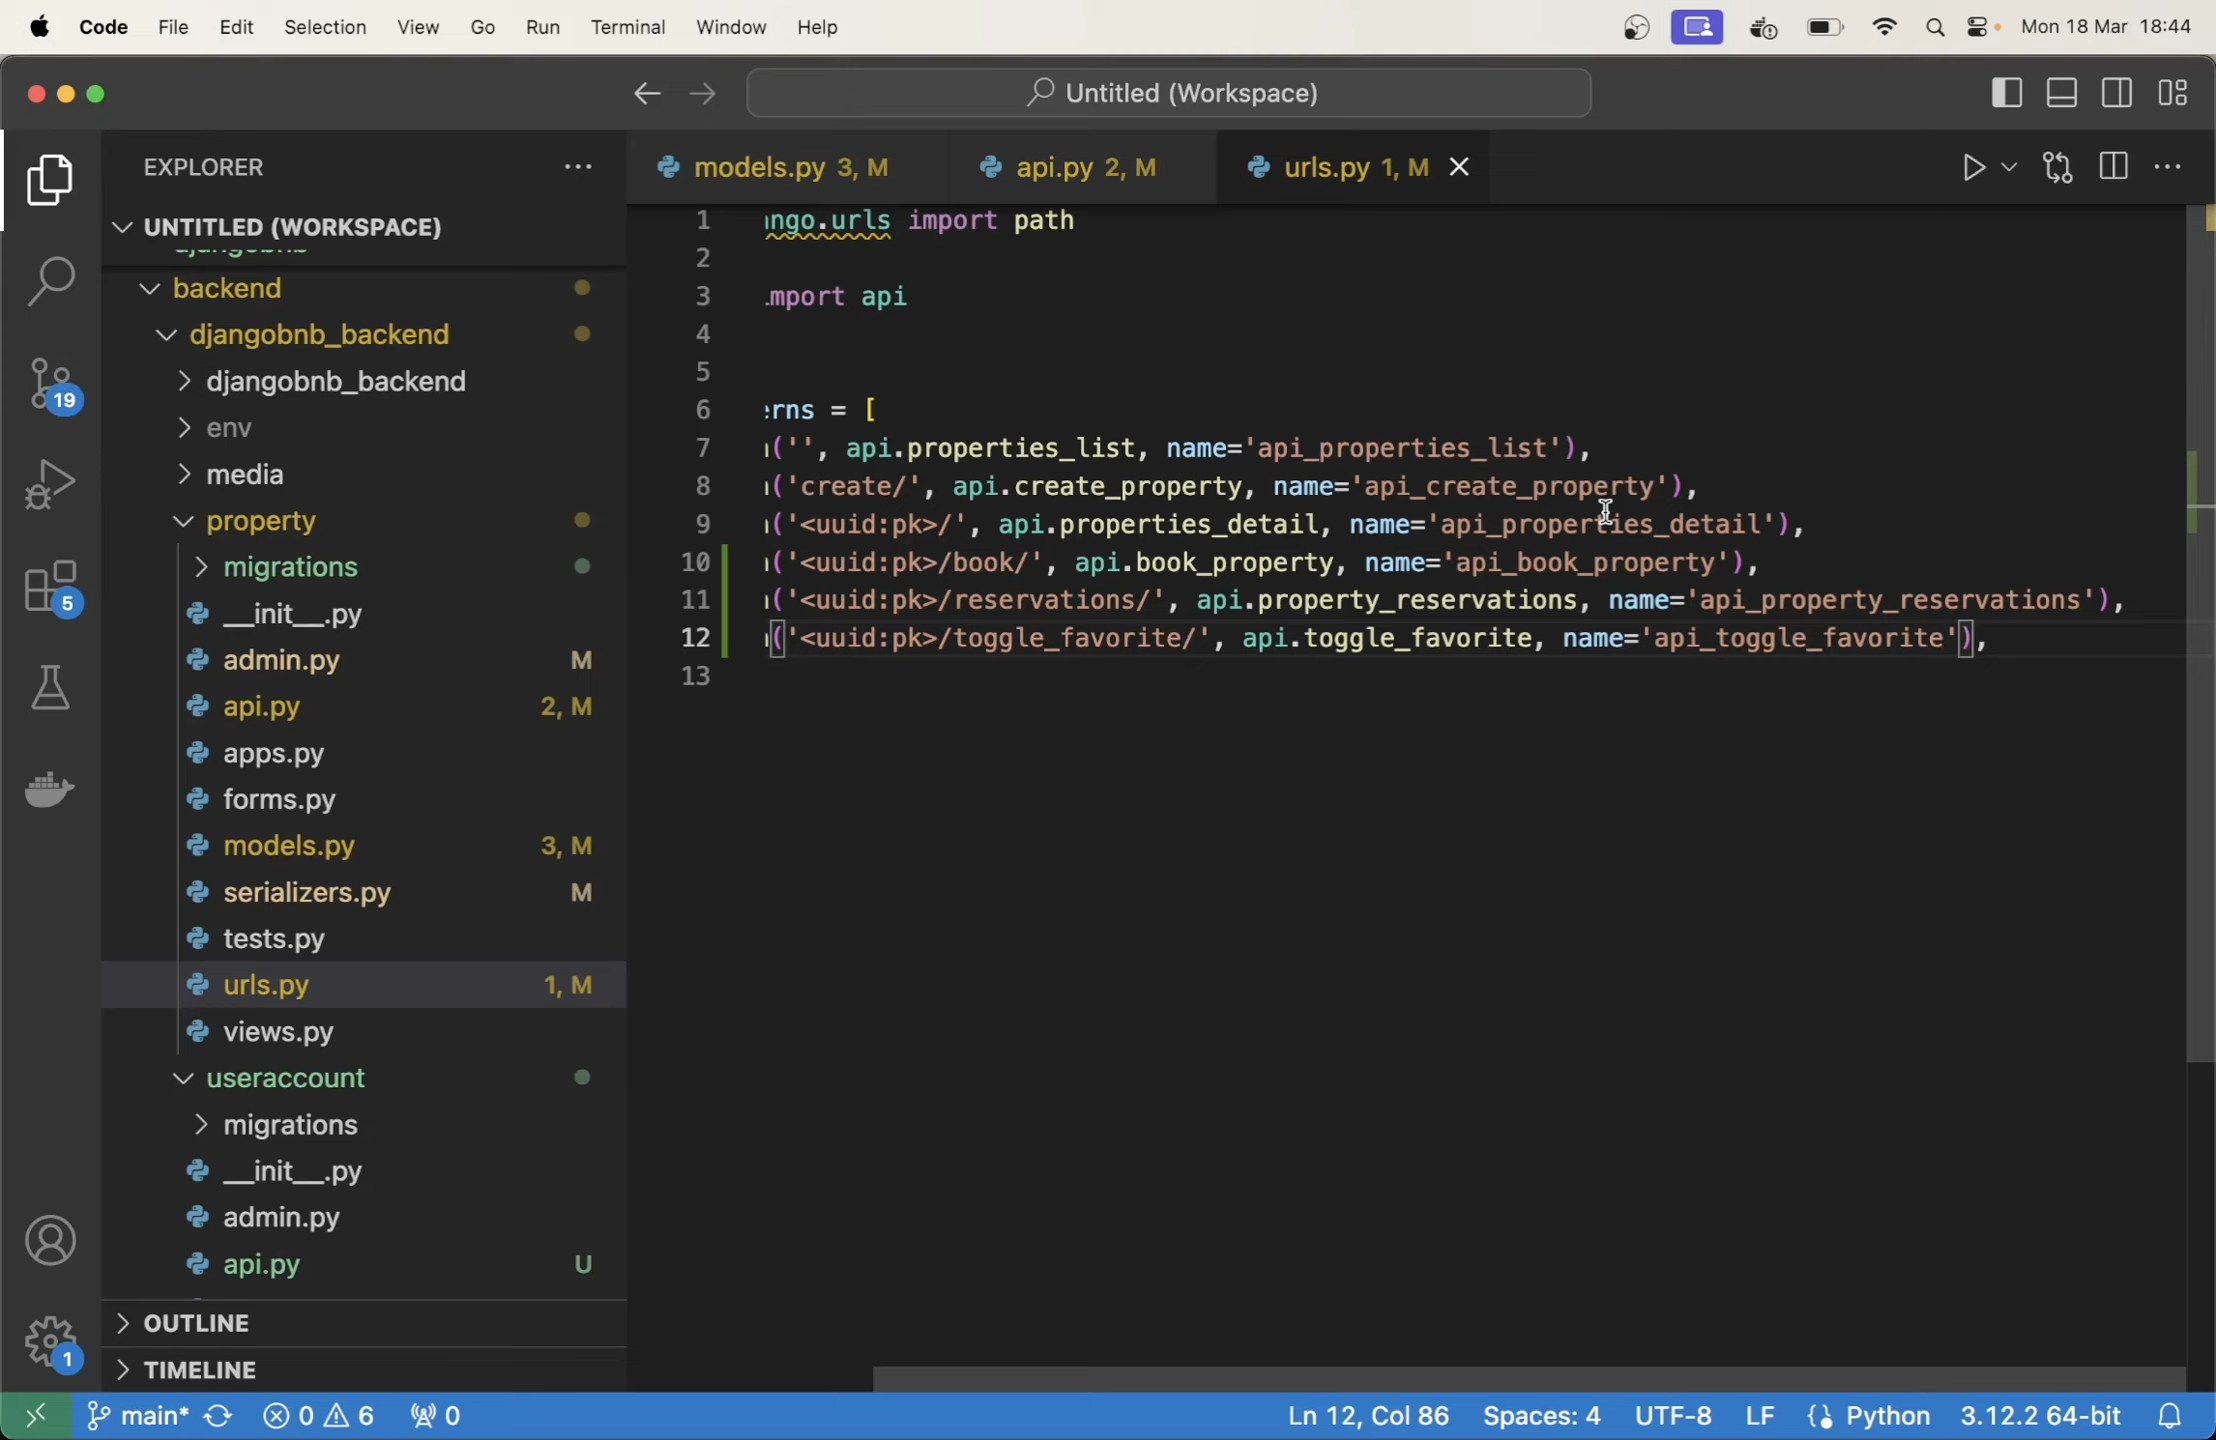 Code File Edit Selection View Go Run Terminal Window Help Mon 18 Mar 18:44
Untitled (Workspace)
EXPLORER
UNTITLED (WORKSPACE)
djangobnb
backend
djangobnb_backend
djangobnb_backend
env
media
property
migrations
__init__.py
admin.py M
api.py 2, M
apps.py
forms.py
models.py 3, M
serializers.py M
tests.py
urls.py 1, M
views.py
useraccount
migrations
__init__.py
admin.py
api.py U
OUTLINE
TIMELINE
19
5
1
models.py 3, M api.py 2, M urls.py 1, M
1 ngo.urls import path
2
3 mport api
4
5
6 erns = [
7 ('', api.properties_list, name='api_properties_list'),
8 ('create/', api.create_property, name='api_create_property'),
9 ('<uuid:pk>/', api.properties_detail, name='api_properties_detail'),
10 ('<uuid:pk>/book/', api.book_property, name='api_book_property'),
11 ('<uuid:pk>/reservations/', api.property_reservations, name='api_property_reservations'),
12 ('<uuid:pk>/toggle_favorite/', api.toggle_favorite, name='api_toggle_favorite'),
13
main* 0 6 0 Ln 12, Col 86 Spaces: 4 UTF-8 LF Python 3.12.2 64-bit